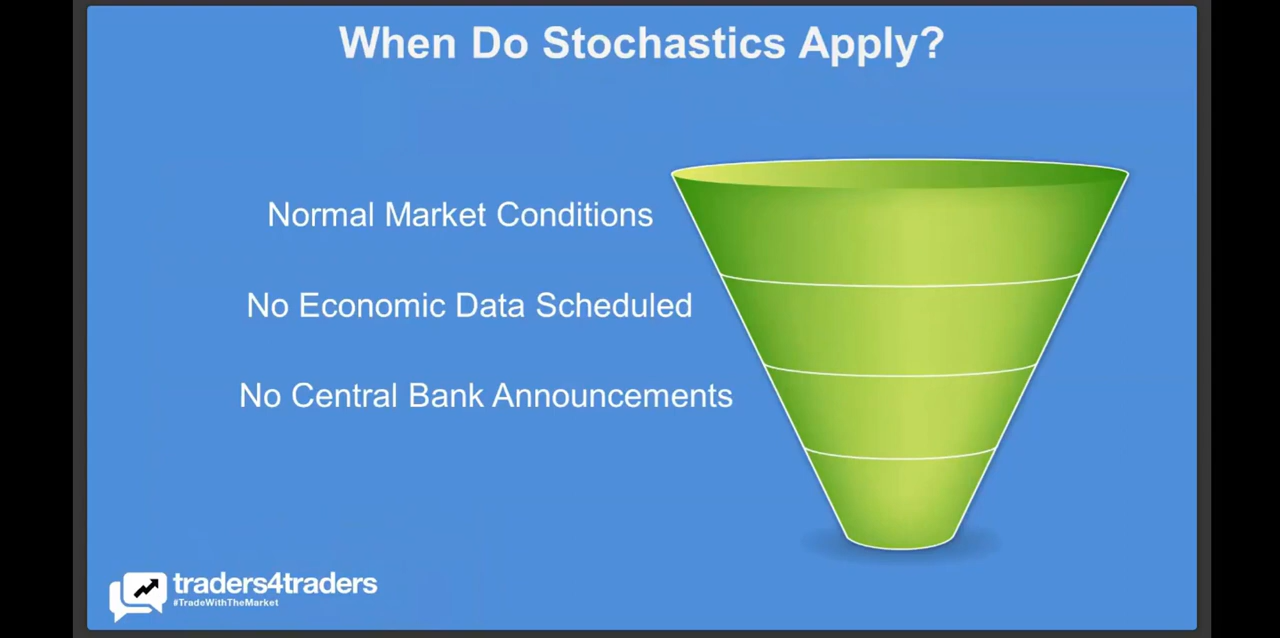 When Do Stochastics Apply?
Normal Market Conditions
No Economic Data Scheduled
No Central Bank Announcements
traders4traders
#TradeWithTheMarket